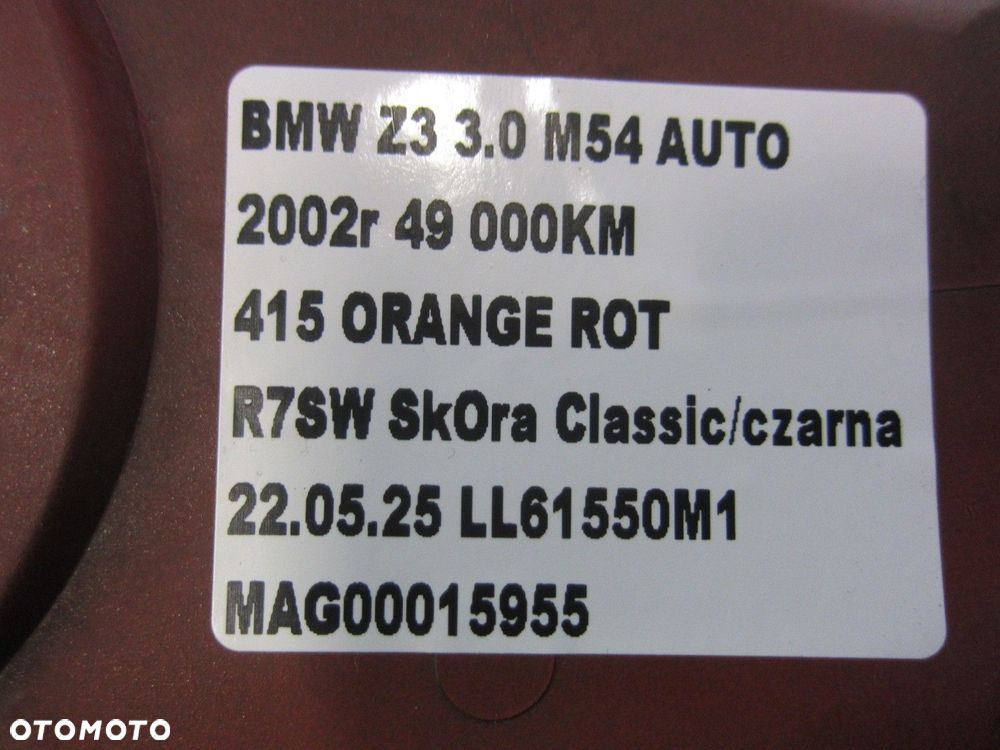 BMW Z3 3.0 M54 AUTO
2002r 49 000KM
415 ORANGE ROT
R7SW SkOra Classic/czarna
22.05.25 LL61550M1
MAG00015955
OTOMOTO